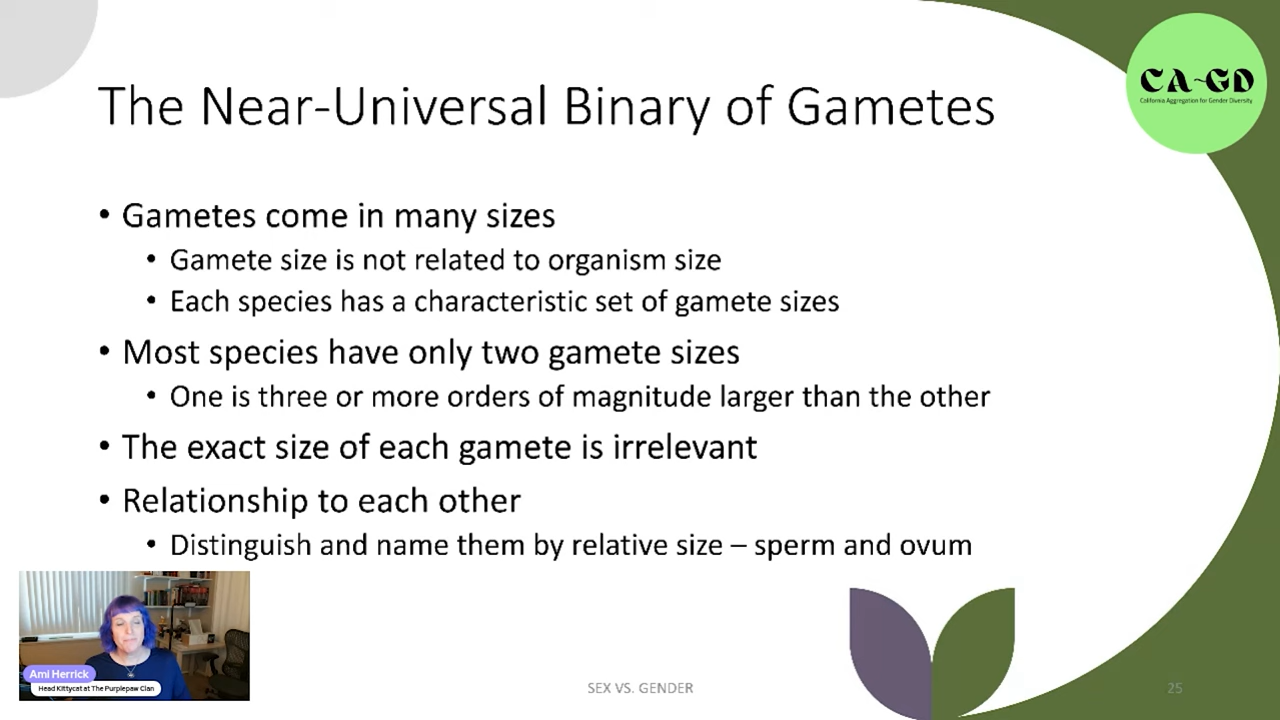 CA~GD
California Aggregation for Gender Diversity
The Near-Universal Binary of Gametes
• Gametes come in many sizes
• Gamete size is not related to organism size
• Each species has a characteristic set of gamete sizes
• Most species have only two gamete sizes
• One is three or more orders of magnitude larger than the other
• The exact size of each gamete is irrelevant
• Relationship to each other
• Distinguish and name them by relative size – sperm and ovum
Ami Herrick
Head Kittycat at The Purplepaw Clan
SEX VS. GENDER
25